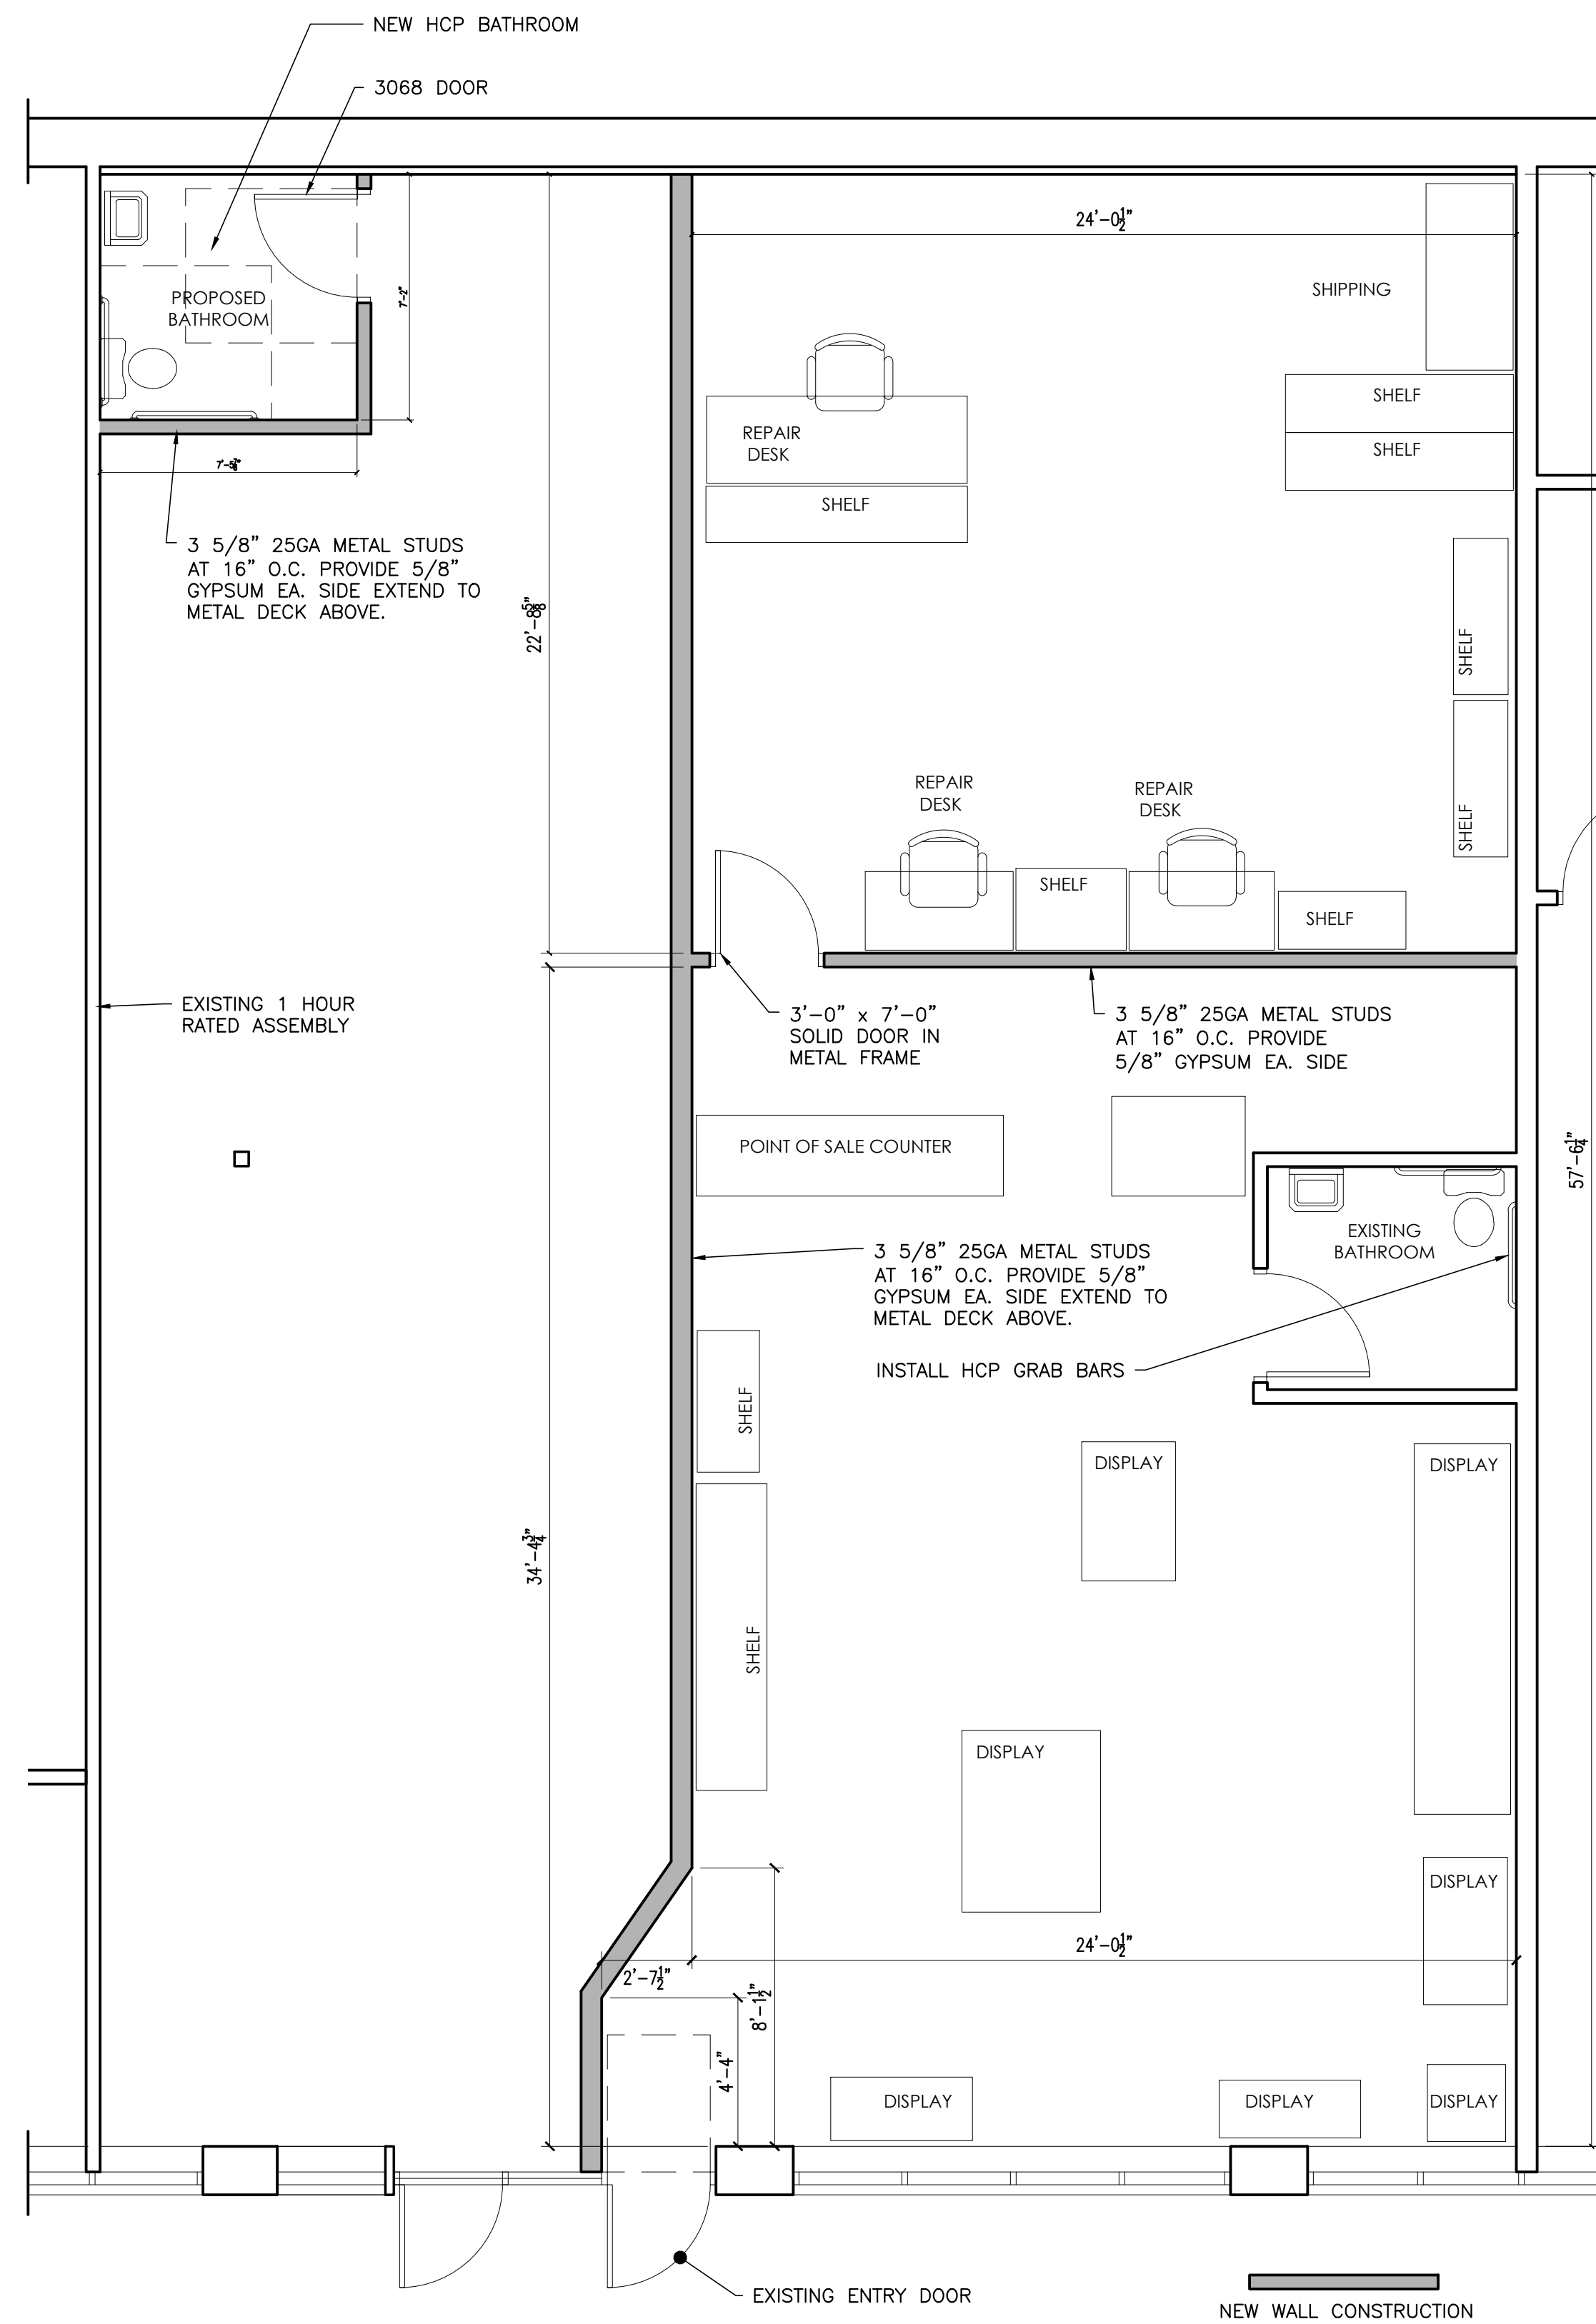 NEW HCP BATHROOM
3068 DOOR
24'-0½"
SHIPPING
PROPOSED
BATHROOM
7'-2"
SHELF
SHELF
REPAIR
DESK
SHELF
7'-5⅞"
3 5/8" 25GA METAL STUDS
AT 16" O.C. PROVIDE 5/8"
GYPSUM EA. SIDE EXTEND TO
METAL DECK ABOVE.
22'-8⅝"
SHELF
SHELF
REPAIR
DESK
REPAIR
DESK
SHELF
SHELF
EXISTING 1 HOUR
RATED ASSEMBLY
3'-0" x 7'-0"
SOLID DOOR IN
METAL FRAME
3 5/8" 25GA METAL STUDS
AT 16" O.C. PROVIDE
5/8" GYPSUM EA. SIDE
POINT OF SALE COUNTER
57'-6¼"
EXISTING
BATHROOM
3 5/8" 25GA METAL STUDS
AT 16" O.C. PROVIDE 5/8"
GYPSUM EA. SIDE EXTEND TO
METAL DECK ABOVE.
INSTALL HCP GRAB BARS
SHELF
DISPLAY
DISPLAY
34'-4¾"
SHELF
DISPLAY
DISPLAY
24'-0½"
2'-7½"
8'-1½"
4'-4"
DISPLAY
DISPLAY
DISPLAY
EXISTING ENTRY DOOR
NEW WALL CONSTRUCTION